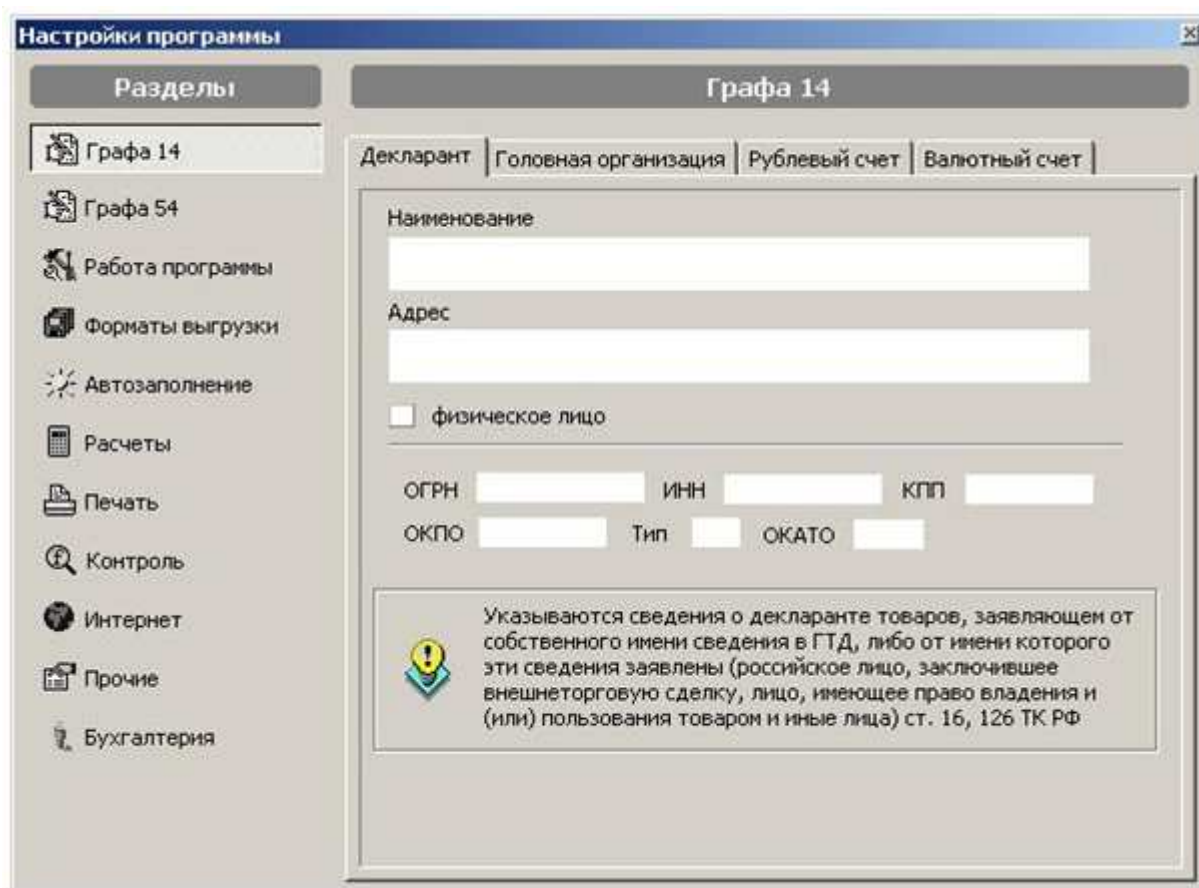 Настройки программы
Разделы
Графа 14
Графа 54
Работа программы
Форматы выгрузки
Автозаполнение
Расчеты
Печать
Контроль
Интернет
Прочие
Бухгалтерия
Графа 14
Декларант Головная организация Рублевый счет Валютный счет
Наименование
Адрес
физическое лицо
ОГРН ИНН КПП
ОКПО Тип ОКАТО
Указываются сведения о декларанте товаров, заявляющем от
собственного имени сведения в ГТД, либо от имени которого
эти сведения заявлены (российское лицо, заключившее
внешнеторговую сделку, лицо, имеющее право владения и
(или) пользования товаром и иные лица) ст. 16, 126 ТК РФ